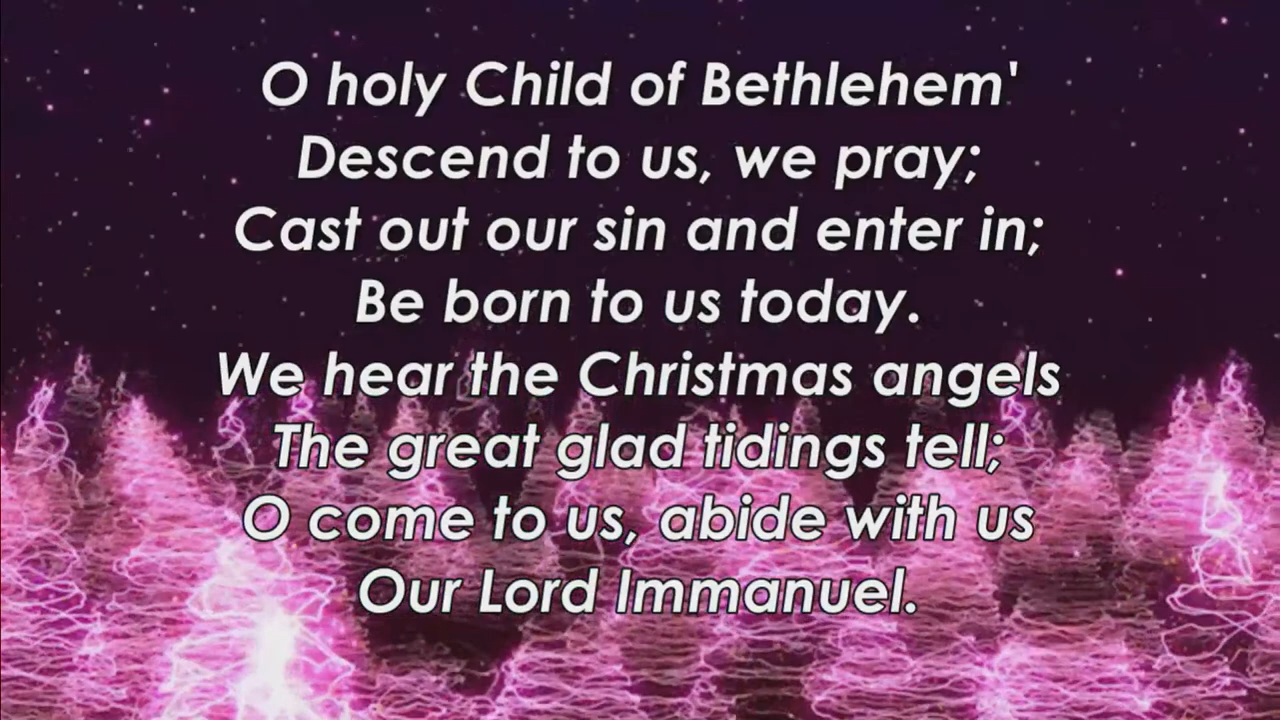 O holy Child of Bethlehem'
Descend to us, we pray;
Cast out our sin and enter in;
Be born to us today.
We hear the Christmas angels
The great glad tidings tell;
O come to us, abide with us
Our Lord Immanuel.